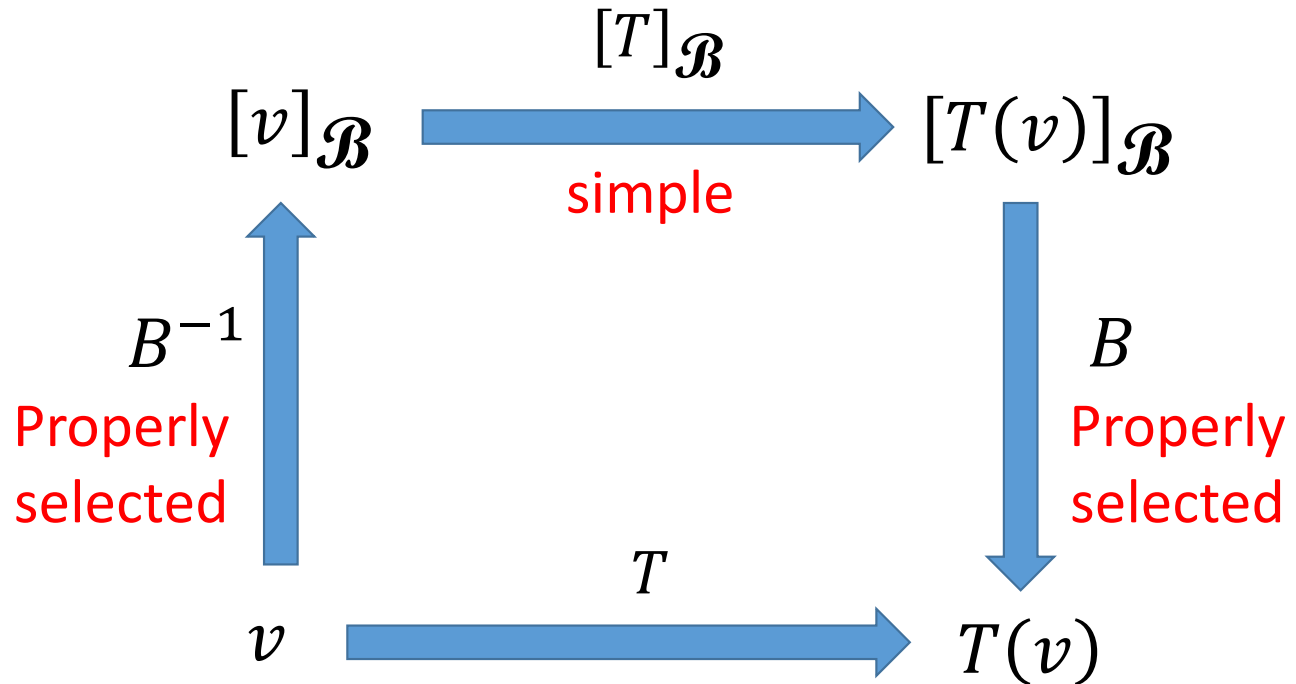 [T]𝓑
[v]𝓑
[T(v)]𝓑
simple
B⁻¹
B
Properly
selected
Properly
selected
T
v
T(v)